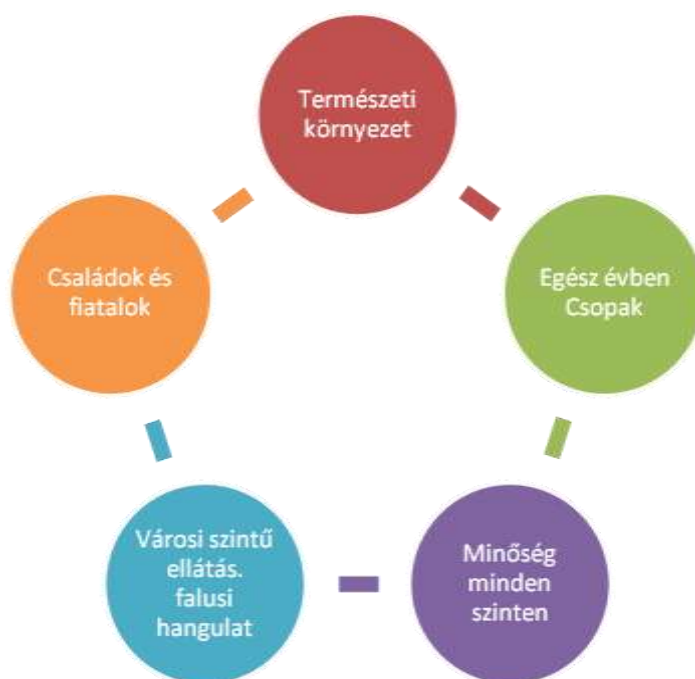 Természeti
környezet
Egész évben
Csopak
Minőség
minden
szinten
Városi szintű
ellátás.
falusi
hangulat
Családok és
fiatalok